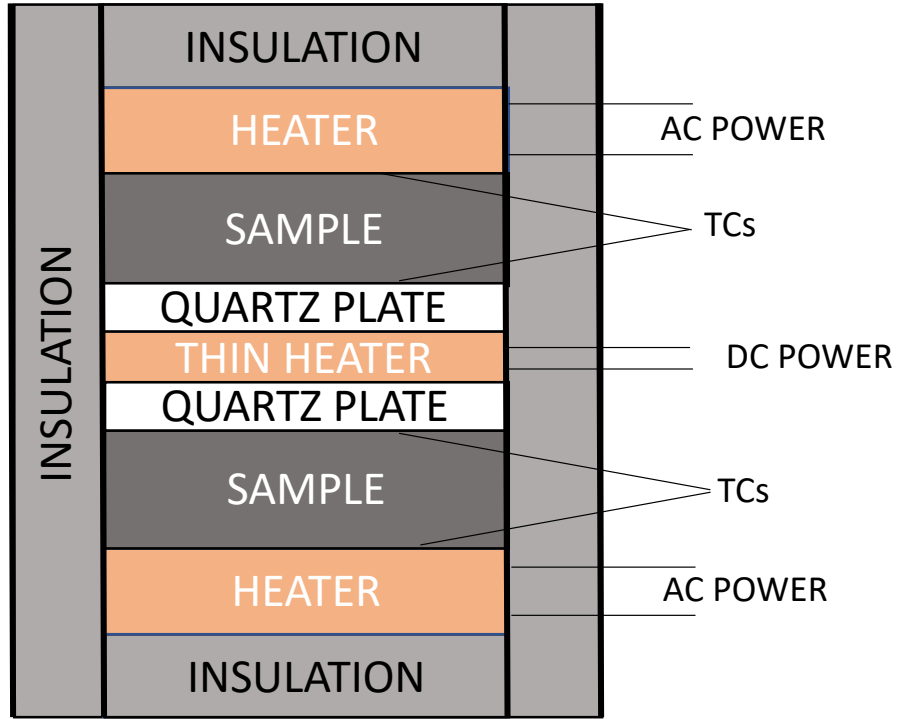 INSULATION
HEATER
AC POWER
SAMPLE
TCs
QUARTZ PLATE
THIN HEATER
DC POWER
QUARTZ PLATE
INSULATION
SAMPLE
TCs
HEATER
AC POWER
INSULATION